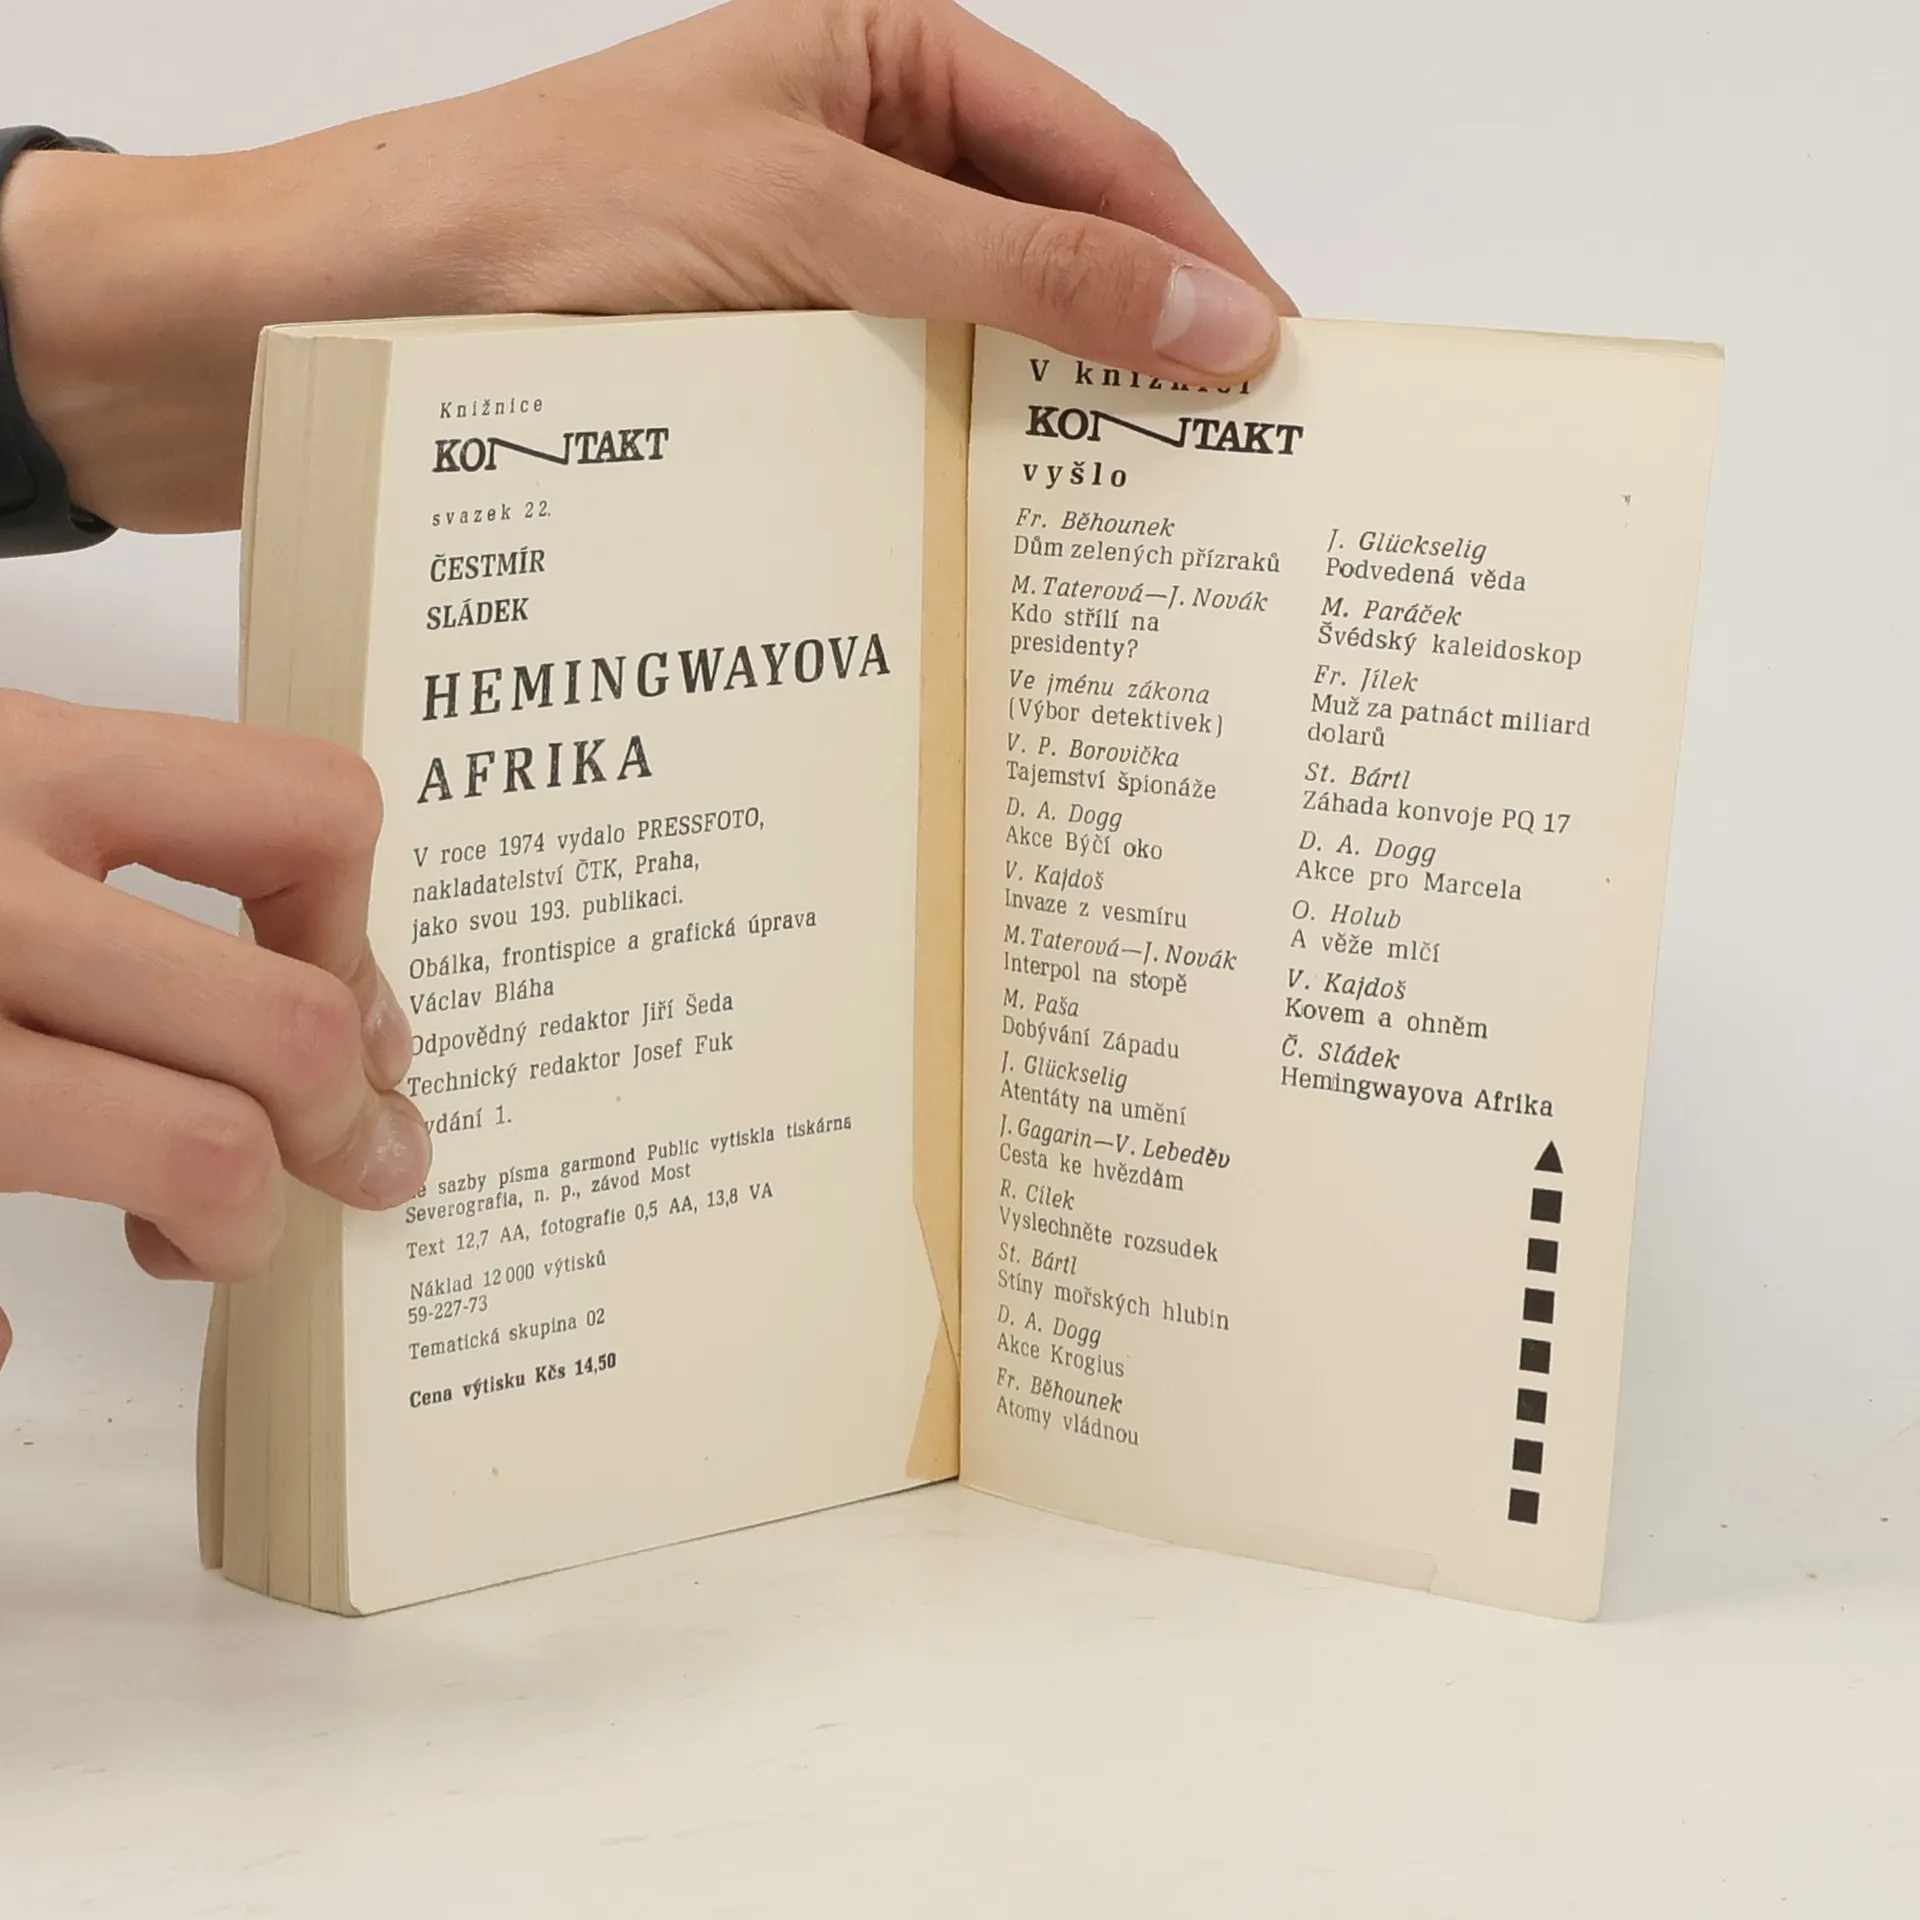 Knižnice
KONTAKT
svazek 22.
ČESTMÍR
SLÁDEK
HEMINGWAYOVA
AFRIKA
V roce 1974 vydalo PRESSFOTO,
nakladatelství ČTK, Praha,
jako svou 193. publikaci.
Obálka, frontispice a grafická úprava
Václav Bláha
Odpovědný redaktor Jiří Šeda
Technický redaktor Josef Fuk
1.
sazby písma garmond Public vytiskla tiskárna
Severografia, n. p., závod Most
Text 12,7 AA, fotografie 0,5 AA, 13,8 VA
Náklad 12 000 výtisků
59-227-73
Tematická skupina 02
Cena výtisku Kčs 14,50
V knižnici
KONTAKT
vyšlo
Fr. Běhounek
Dům zelených přízraků
M. Taterová—J. Novák
Kdo střílí na
presidenty?
Ve jménu zákona
(Výbor detektivek)
V. P. Borovička
Tajemství špionáže
D. A. Dogg
Akce Býčí oko
V. Kajdoš
Invaze z vesmíru
M. Taterová—J. Novák
Interpol na stopě
M. Paša
Dobývání Západu
J. Glückselig
Atentáty na umění
J. Gagarin—V. Lebeděv
Cesta ke hvězdám
R. Cílek
Vyslechněte rozsudek
St. Bártl
Stíny mořských hlubin
D. A. Dogg
Akce Krogius
Fr. Běhounek
Atomy vládnou
J. Glückselig
Podvedená věda
M. Paráček
Švédský kaleidoskop
Fr. Jílek
Muž za patnáct miliard
dolarů
St. Bártl
Záhada konvoje PQ 17
D. A. Dogg
Akce pro Marcela
O. Holub
A věže mlčí
V. Kajdoš
Kovem a ohněm
Č. Sládek
Hemingwayova Afrika